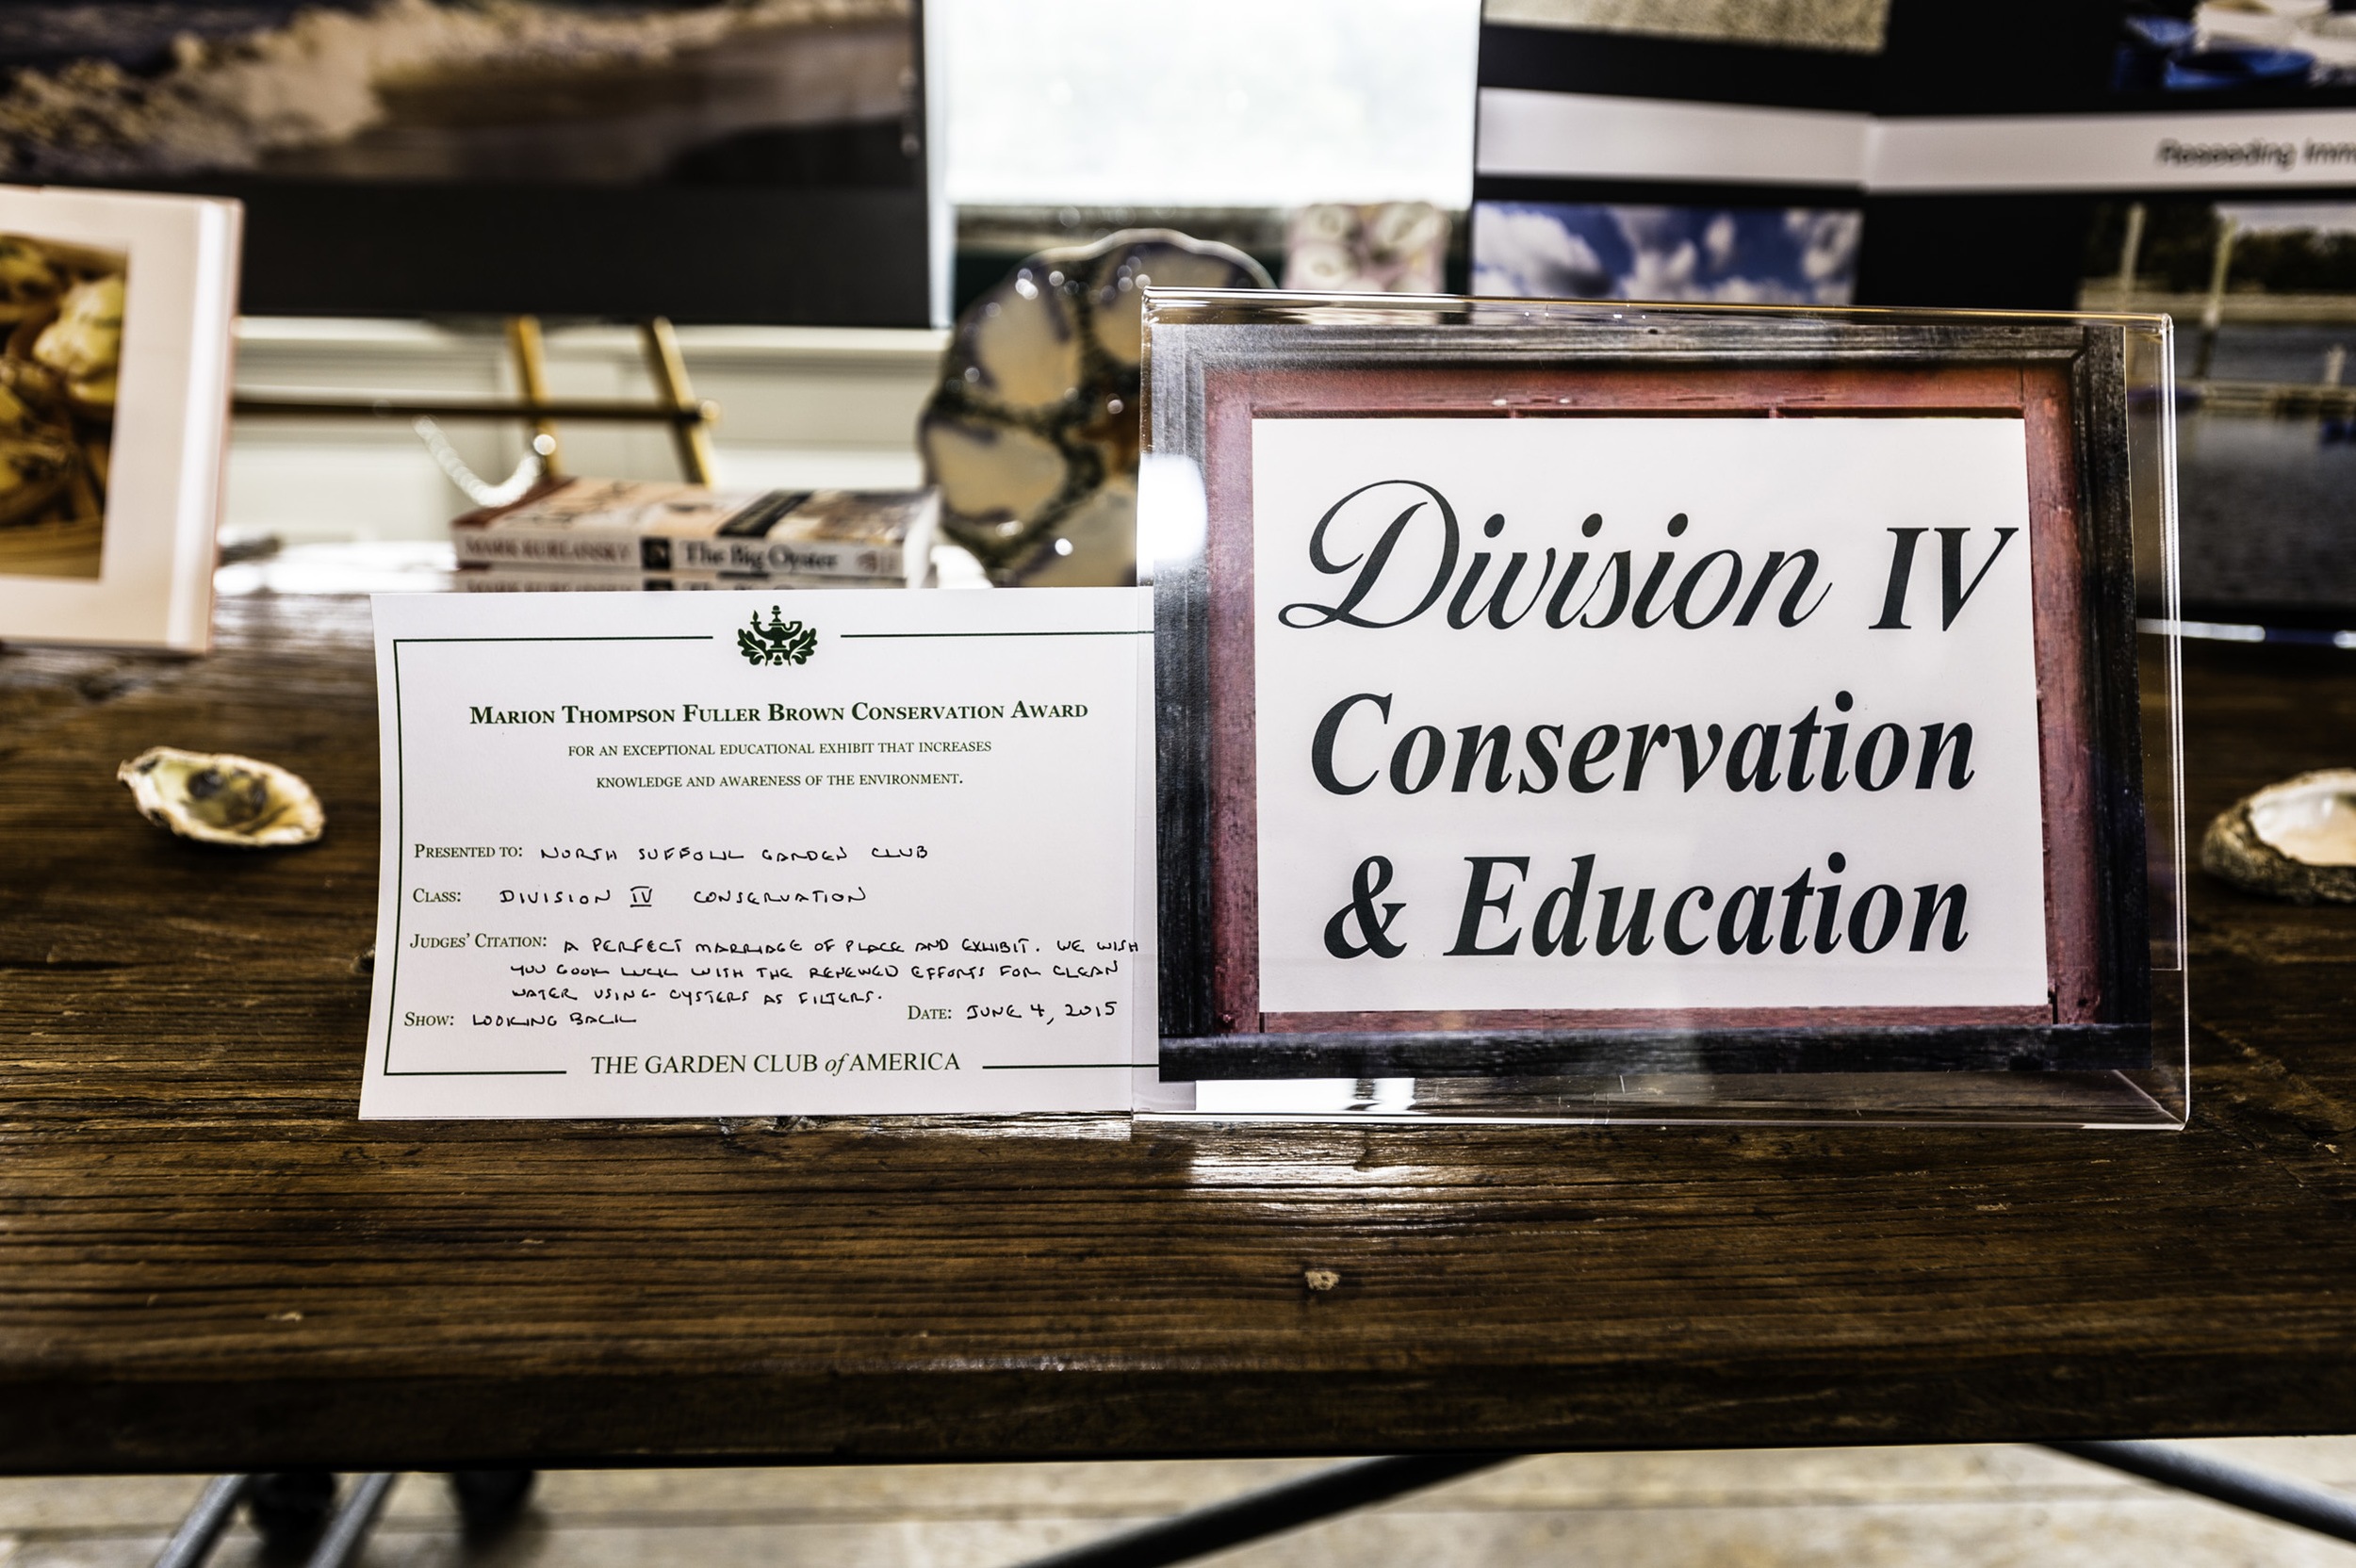 Reseeding
MARK KURLANSKY The Big Oyster
MARION THOMPSON FULLER BROWN CONSERVATION AWARD
FOR AN EXCEPTIONAL EDUCATIONAL EXHIBIT THAT INCREASES
KNOWLEDGE AND AWARENESS OF THE ENVIRONMENT.
PRESENTED TO: NORTH SUFFOLK GARDEN CLUB
CLASS: DIVISION IV CONSERVATION
JUDGES' CITATION: A PERFECT MARRIAGE OF PLACE AND EXHIBIT. WE WISH
YOU GOOD LUCK WITH THE RENEWED EFFORTS FOR CLEAN
WATER USING OYSTERS AS FILTERS.
SHOW: LOOKING BACK DATE: JUNE 4, 2015
THE GARDEN CLUB of AMERICA
Division IV
Conservation
& Education